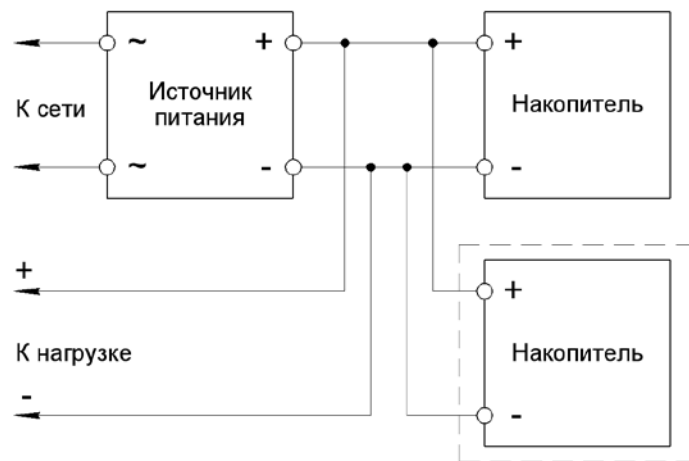 ~ + +
Источник
питания
Накопитель
К сети
~ - -
+ +
К нагрузке
Накопитель
- -